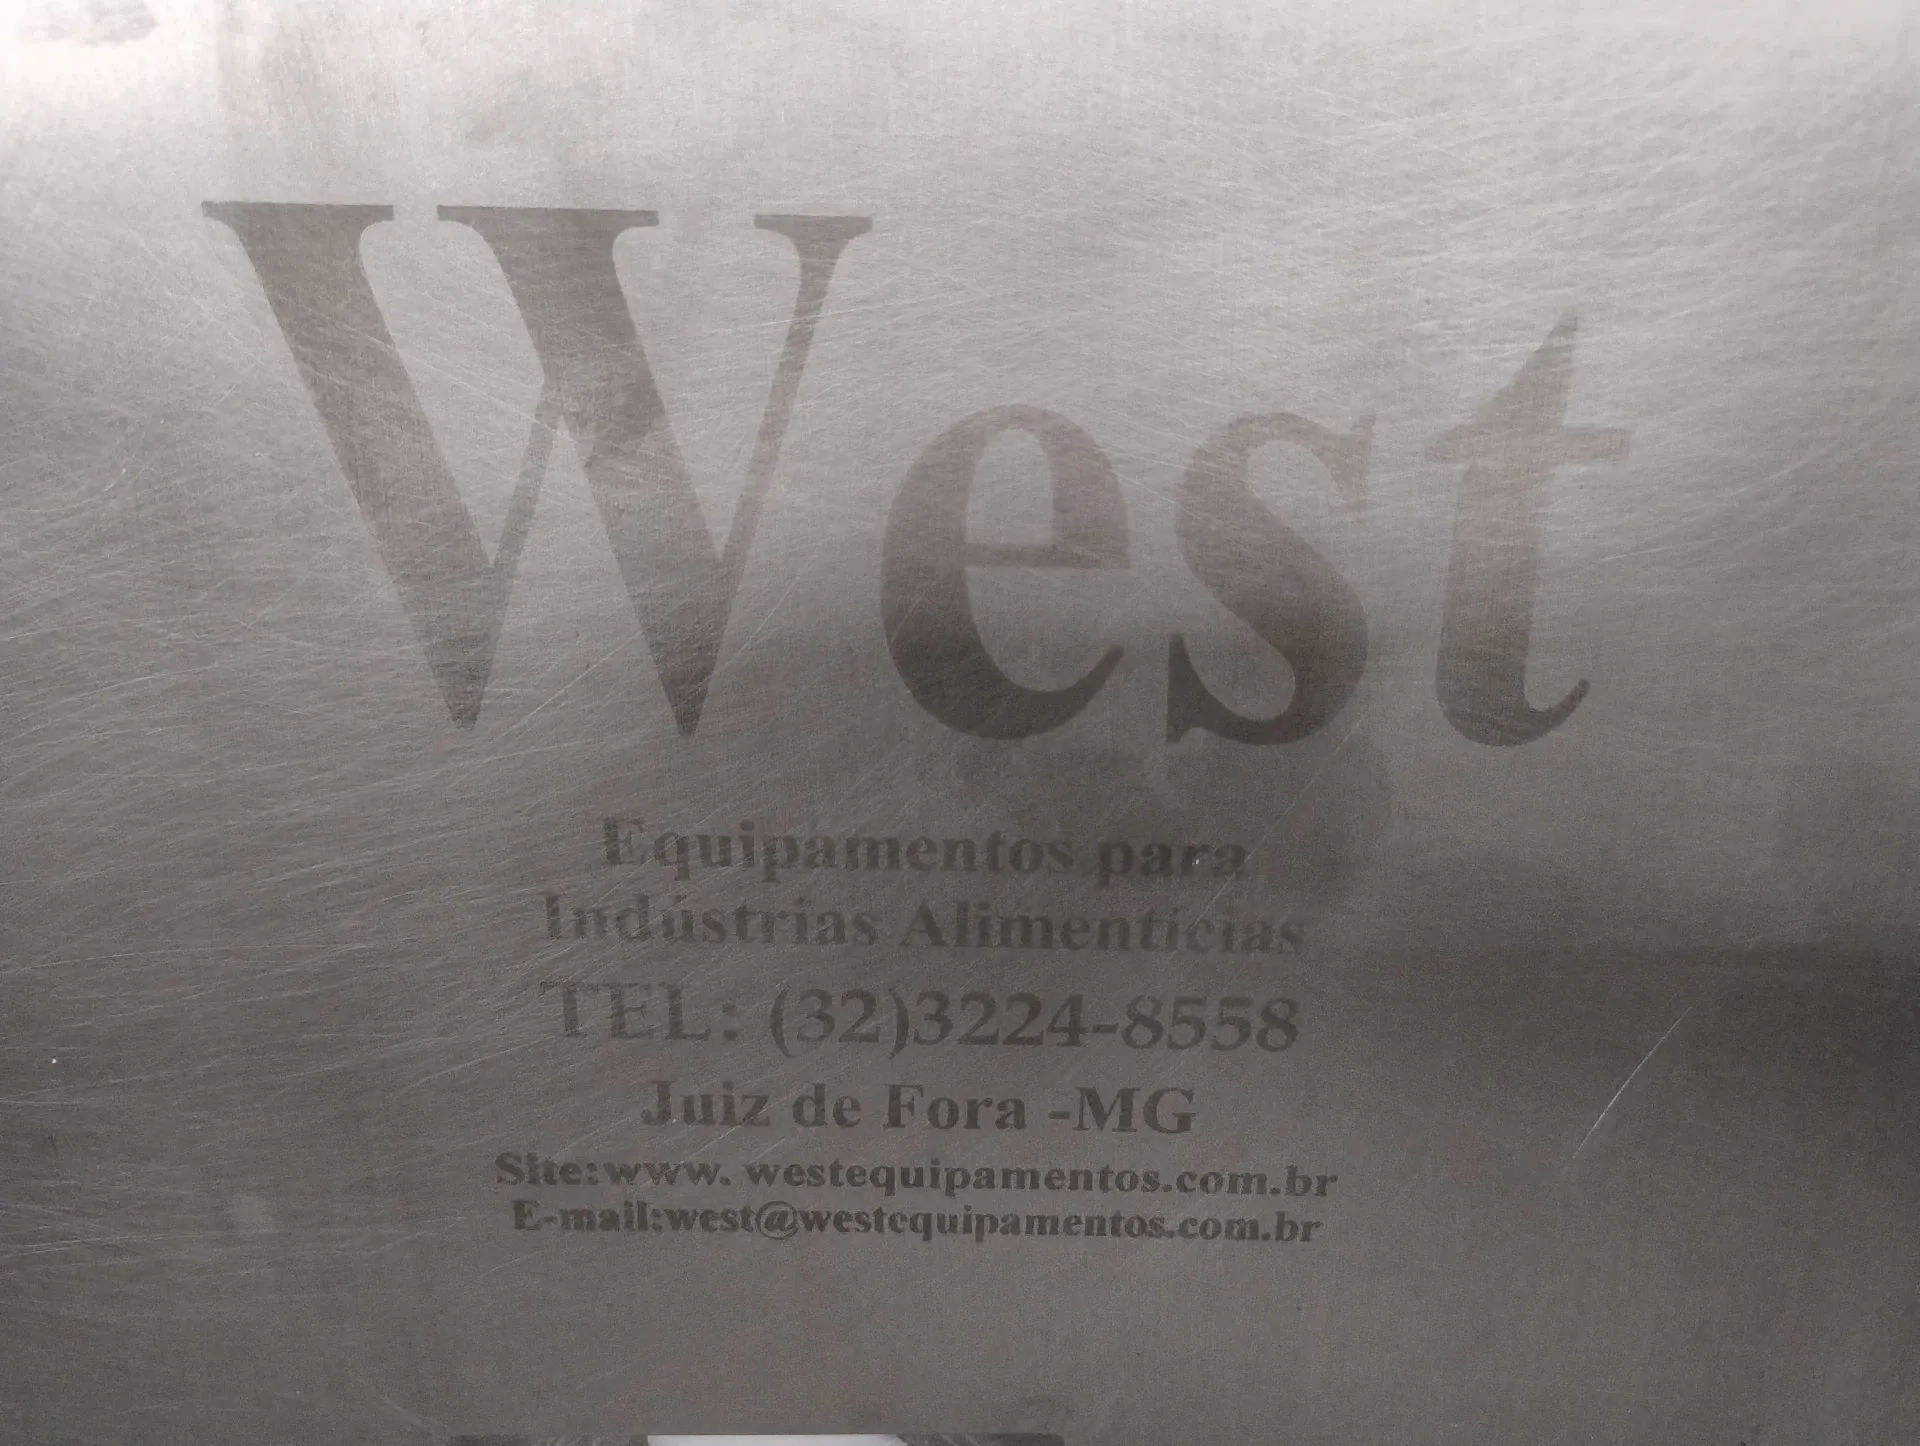 West
Equipamentos para
Indústrias Alimentícias
TEL: (32)3224-8558
Juiz de Fora -MG
Site:www. westequipamentos.com.br
E-mail:west@westequipamentos.com.br